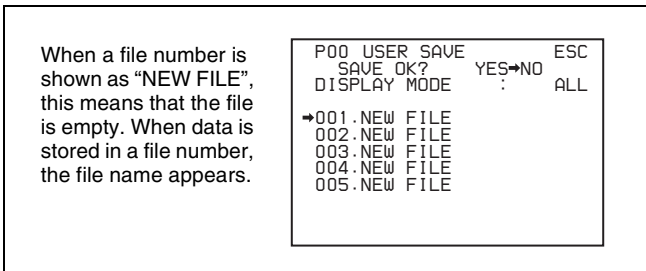 When a file number is
shown as “NEW FILE”,
this means that the file
is empty. When data is
stored in a file number,
the file name appears.
P00 USER SAVE ESC
SAVE OK? YES➡NO
DISPLAY MODE : ALL
➡001.NEW FILE
002.NEW FILE
003.NEW FILE
004.NEW FILE
005.NEW FILE